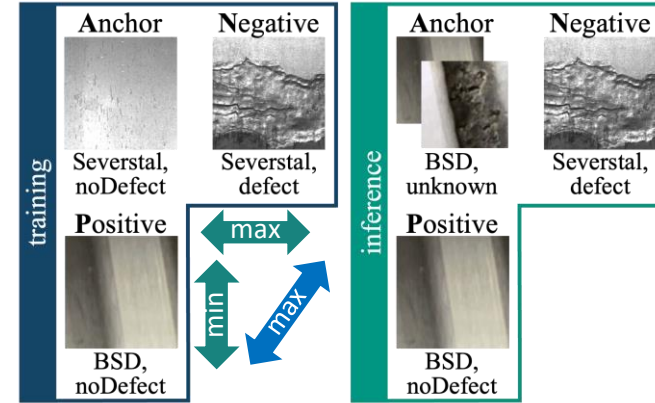 training
Anchor
Severstal,
noDefect
Negative
Severstal,
defect
Positive
BSD,
noDefect
max
min
max
inference
Anchor
BSD,
unknown
Negative
Severstal,
defect
Positive
BSD,
noDefect